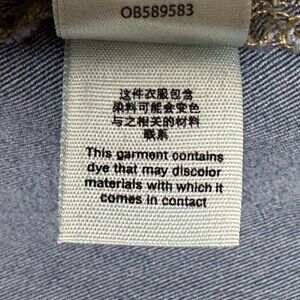 OB589583
这件衣服包含
染料可能会变色
与之相关的材料
联系
This garment contains
dye that may discolor
materials with which it
comes in contact